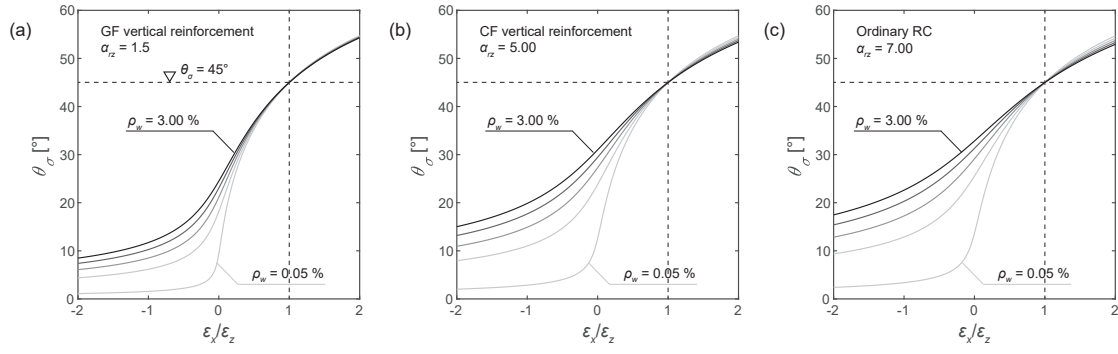 (a)
GF vertical reinforcement
α_rz = 1.5
θ_σ = 45°
ρ_w = 3.00 %
ρ_w = 0.05 %
θ_σ [°]
60
50
40
30
20
10
0
-2 -1 0 1 2
ε_x/ε_z
(b)
CF vertical reinforcement
α_rz = 5.00
ρ_w = 3.00 %
ρ_w = 0.05 %
θ_σ [°]
60
50
40
30
20
10
0
-2 -1 0 1 2
ε_x/ε_z
(c)
Ordinary RC
α_rz = 7.00
ρ_w = 3.00 %
ρ_w = 0.05 %
θ_σ [°]
60
50
40
30
20
10
0
-2 -1 0 1 2
ε_x/ε_z